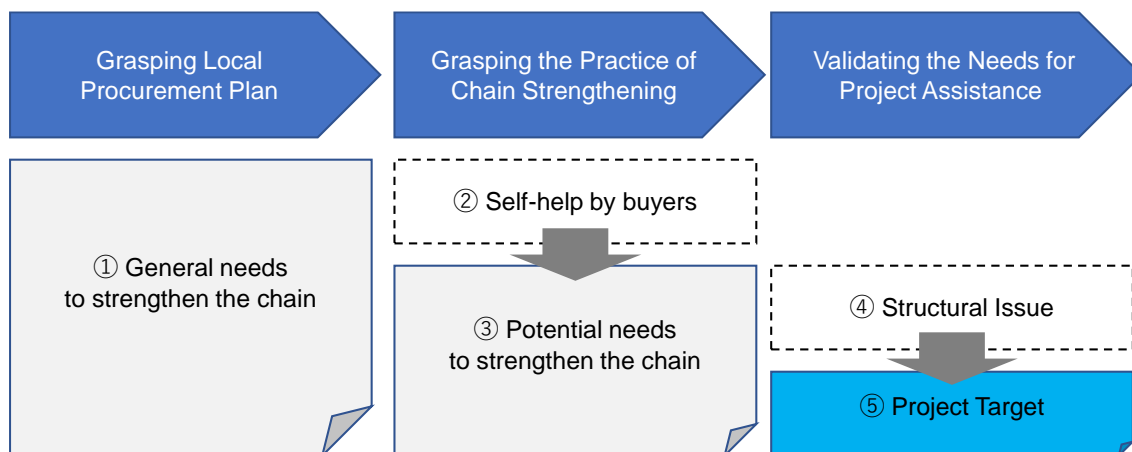 Grasping Local
Procurement Plan
Grasping the Practice of
Chain Strengthening
Validating the Needs for
Project Assistance
① General needs
to strengthen the chain
② Self-help by buyers
③ Potential needs
to strengthen the chain
④ Structural Issue
⑤ Project Target